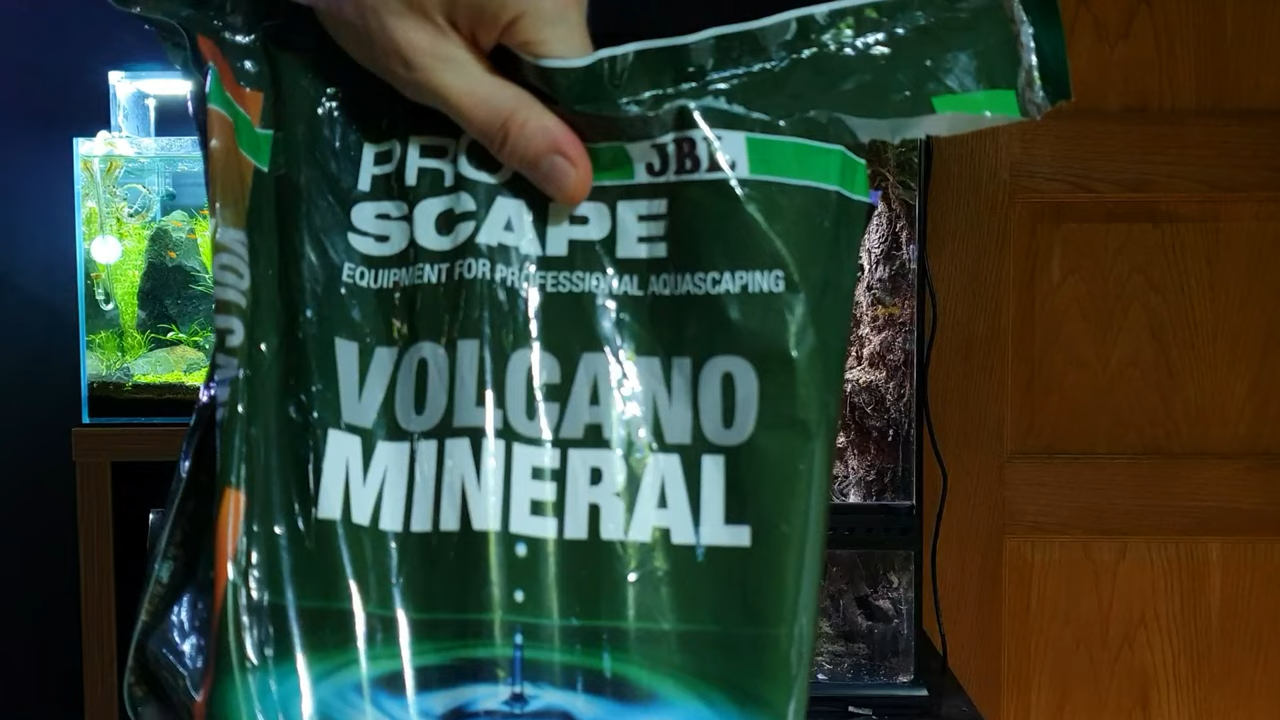 JBL
PRO
SCAPE
EQUIPMENT FOR PROFESSIONAL AQUASCAPING
VOLCANO
MINERAL